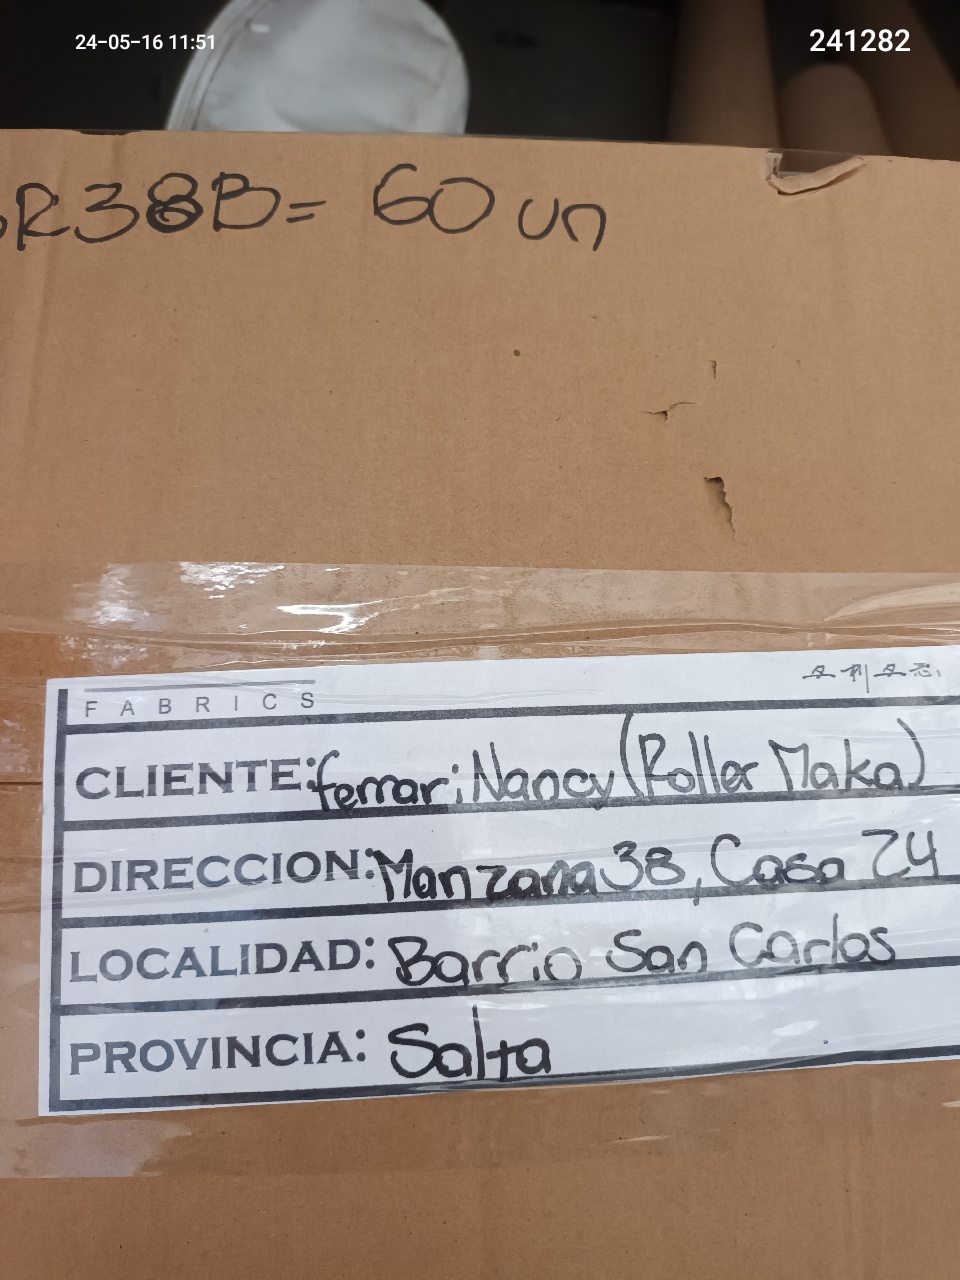 24-05-16 11:51
241282
R38B= 60 un
FABRICS
CLIENTE: ferrari Nancy (Roller Maka)
DIRECCION: Manzana 38, Casa 24
LOCALIDAD: Barrio San Carlos
PROVINCIA: Salta